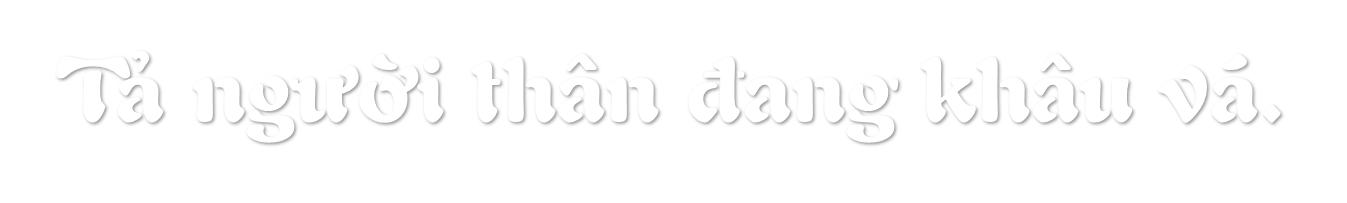 Tả người thân đang khâu vá.